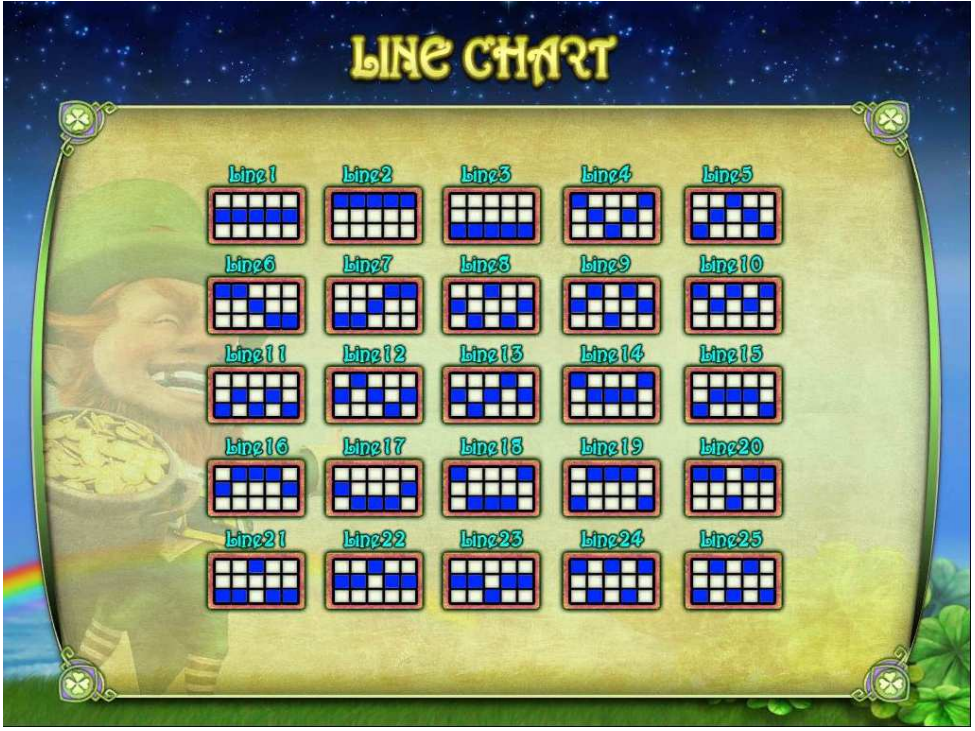 LINE CHART
Line1 Line2 Line3 Line4 Line5
Line6 Line7 Line8 Line9 Line10
Line11 Line12 Line13 Line14 Line15
Line16 Line17 Line18 Line19 Line20
Line21 Line22 Line23 Line24 Line25